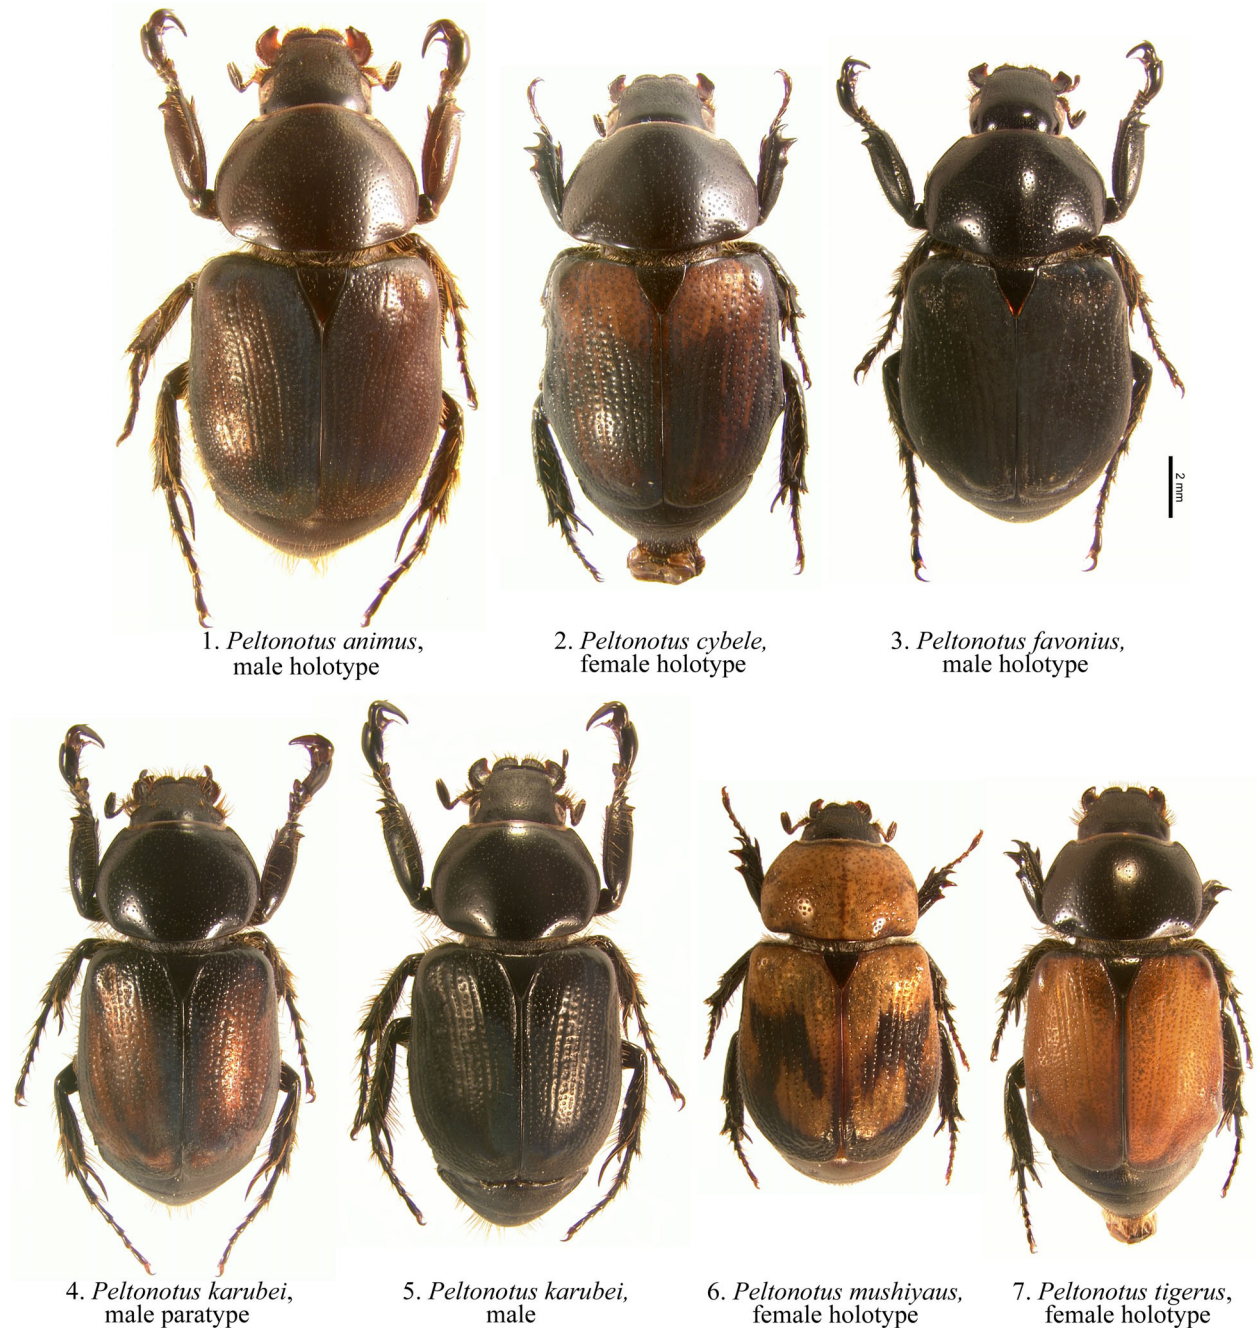 2 mm
1. Peltonotus animus,
male holotype
2. Peltonotus cybele,
female holotype
3. Peltonotus favonius,
male holotype
4. Peltonotus karubei,
male paratype
5. Peltonotus karubei,
male
6. Peltonotus mushiyaus,
female holotype
7. Peltonotus tigerus,
female holotype